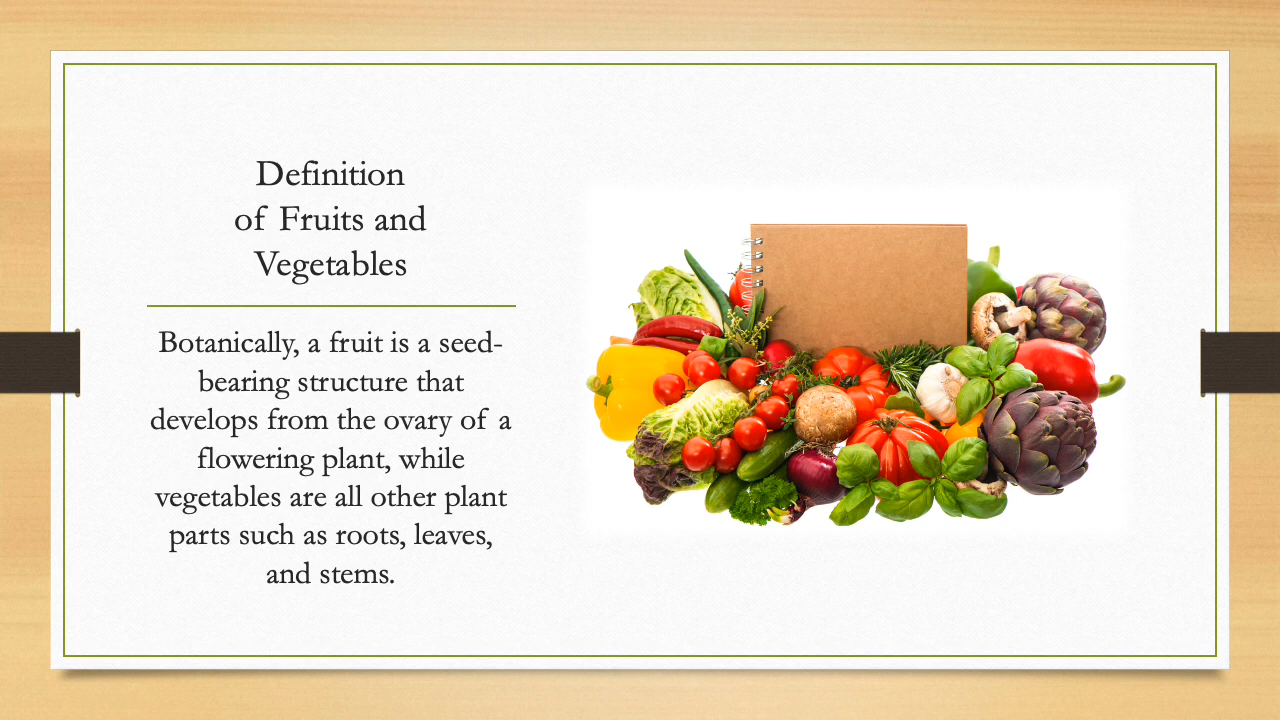 Definition
of Fruits and
Vegetables
Botanically, a fruit is a seed-
bearing structure that
develops from the ovary of a
flowering plant, while
vegetables are all other plant
parts such as roots, leaves,
and stems.